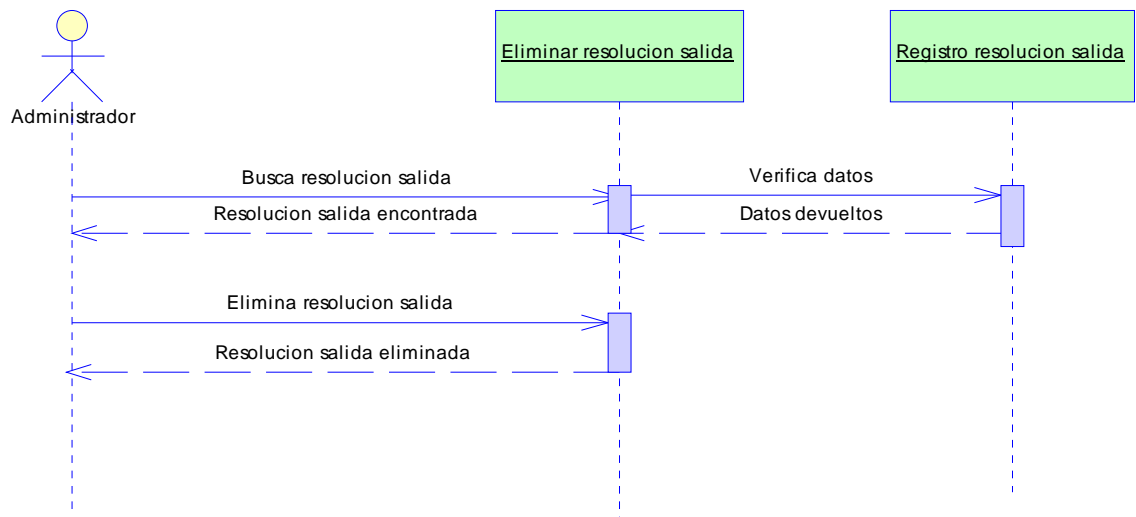 Eliminar resolucion salida
Registro resolucion salida
Administrador
Busca resolucion salida
Verifica datos
Resolucion salida encontrada
Datos devueltos
Elimina resolucion salida
Resolucion salida eliminada